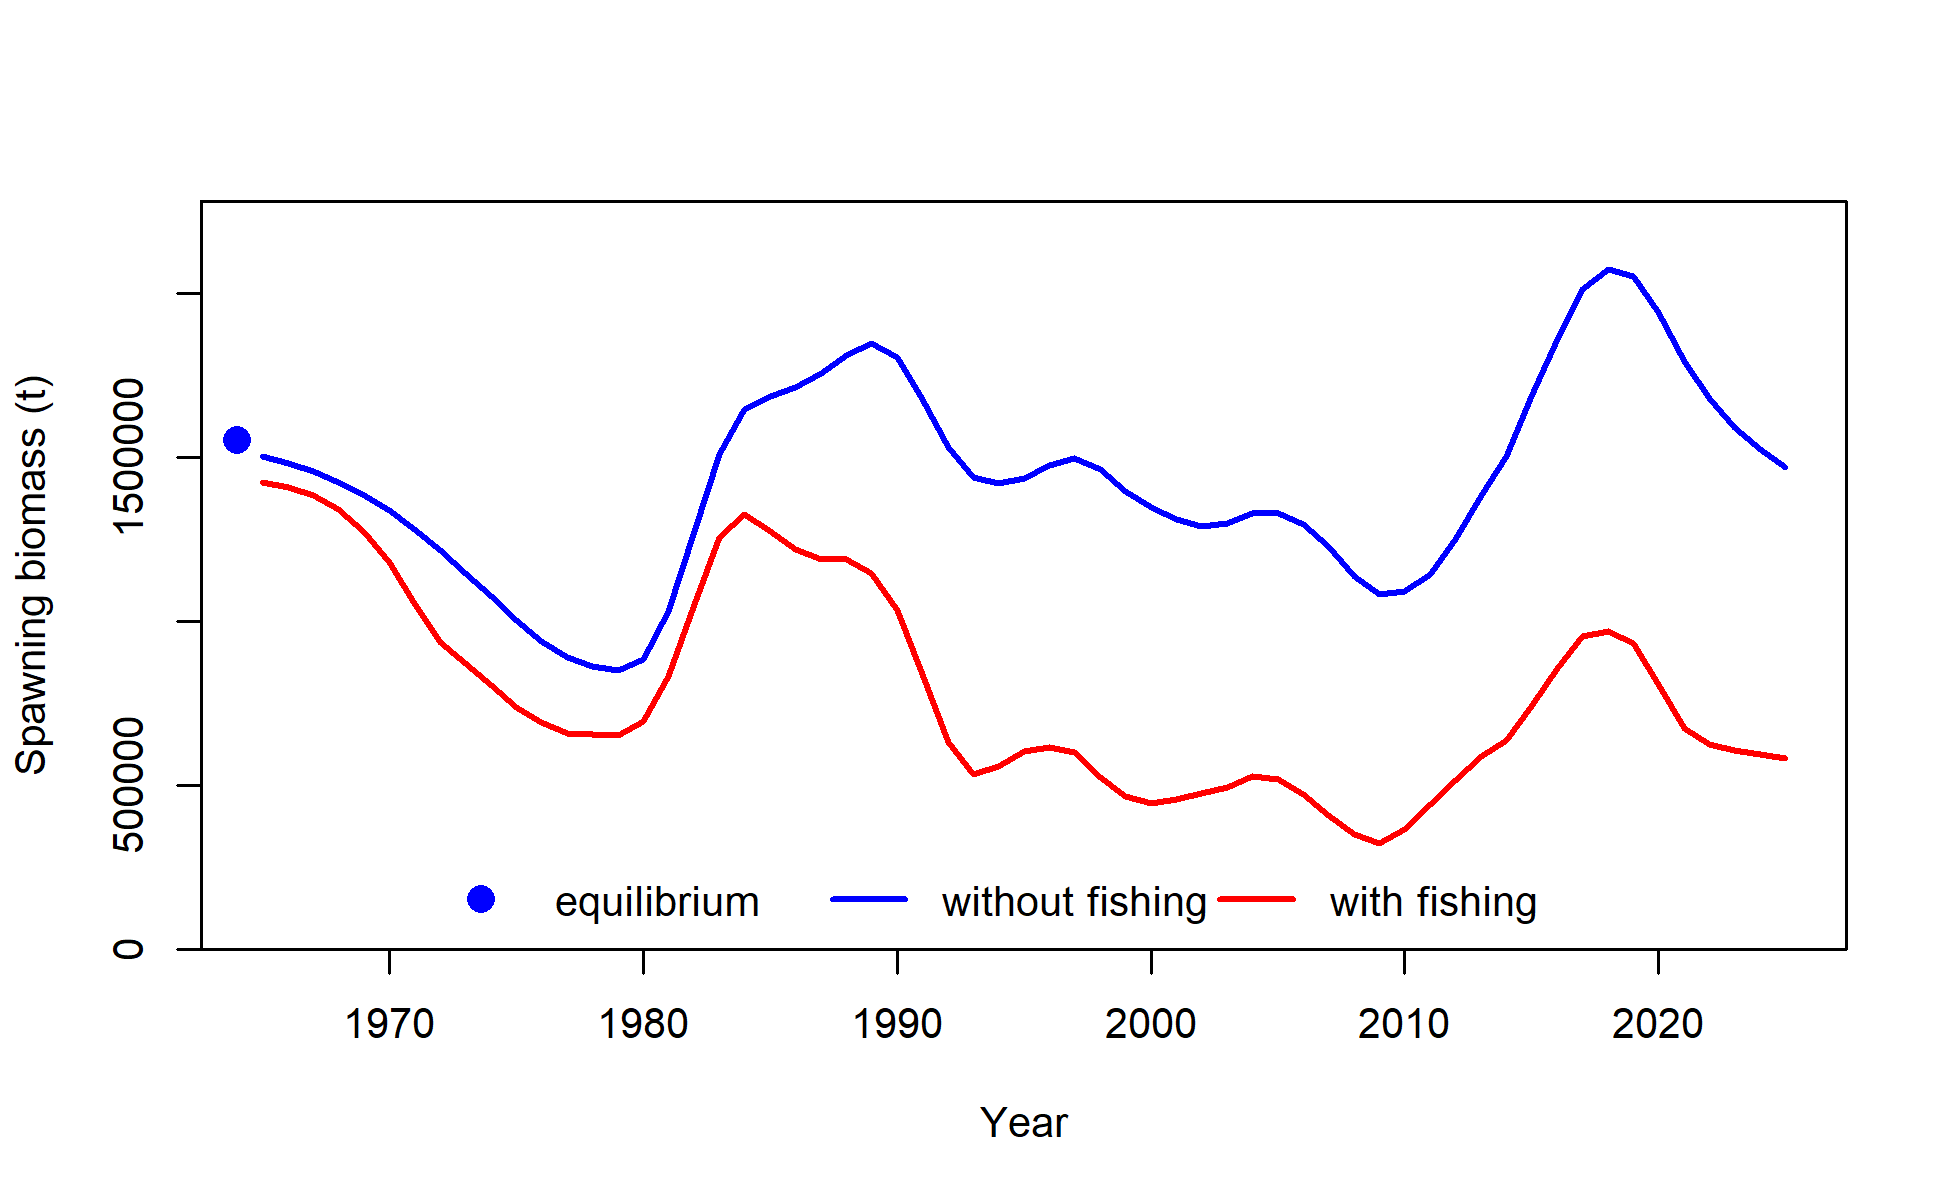 Spawning biomass (t)
1500000
500000
0
equilibrium without fishing with fishing
1970 1980 1990 2000 2010 2020
Year